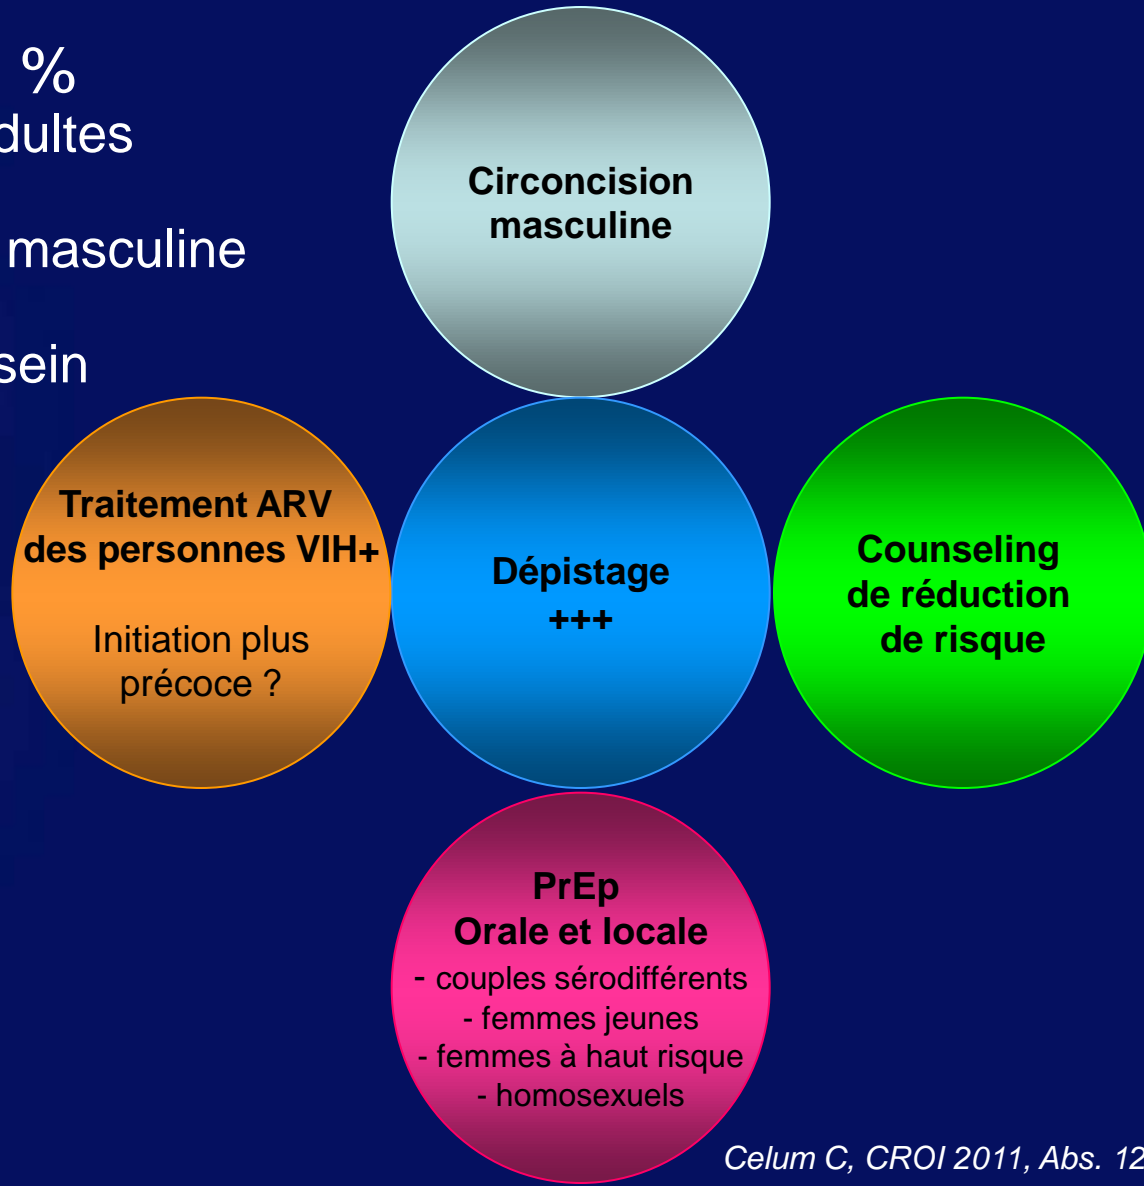 %
dultes
masculine
sein
Circoncision
masculine
Traitement ARV
des personnes VIH+
Initiation plus
précoce ?
Dépistage
+++
Counseling
de réduction
de risque
PrEp
Orale et locale
- couples sérodifférents
- femmes jeunes
- femmes à haut risque
- homosexuels
Celum C, CROI 2011, Abs. 12